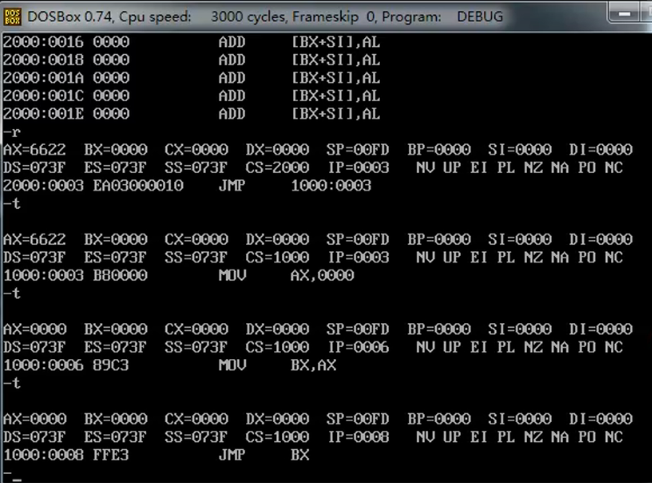 DOSBox 0.74, Cpu speed: 3000 cycles, Frameskip 0, Program: DEBUG
2000:0016 0000 ADD [BX+SI],AL
2000:0018 0000 ADD [BX+SI],AL
2000:001A 0000 ADD [BX+SI],AL
2000:001C 0000 ADD [BX+SI],AL
2000:001E 0000 ADD [BX+SI],AL
-r
AX=6622 BX=0000 CX=0000 DX=0000 SP=00FD BP=0000 SI=0000 DI=0000
DS=073F ES=073F SS=073F CS=2000 IP=0003 NV UP EI PL NZ NA PO NC
2000:0003 EA03000010 JMP 1000:0003
-t
AX=6622 BX=0000 CX=0000 DX=0000 SP=00FD BP=0000 SI=0000 DI=0000
DS=073F ES=073F SS=073F CS=1000 IP=0003 NV UP EI PL NZ NA PO NC
1000:0003 B80000 MOV AX,0000
-t
AX=0000 BX=0000 CX=0000 DX=0000 SP=00FD BP=0000 SI=0000 DI=0000
DS=073F ES=073F SS=073F CS=1000 IP=0006 NV UP EI PL NZ NA PO NC
1000:0006 89C3 MOV BX,AX
-t
AX=0000 BX=0000 CX=0000 DX=0000 SP=00FD BP=0000 SI=0000 DI=0000
DS=073F ES=073F SS=073F CS=1000 IP=0008 NV UP EI PL NZ NA PO NC
1000:0008 FFE3 JMP BX
-_